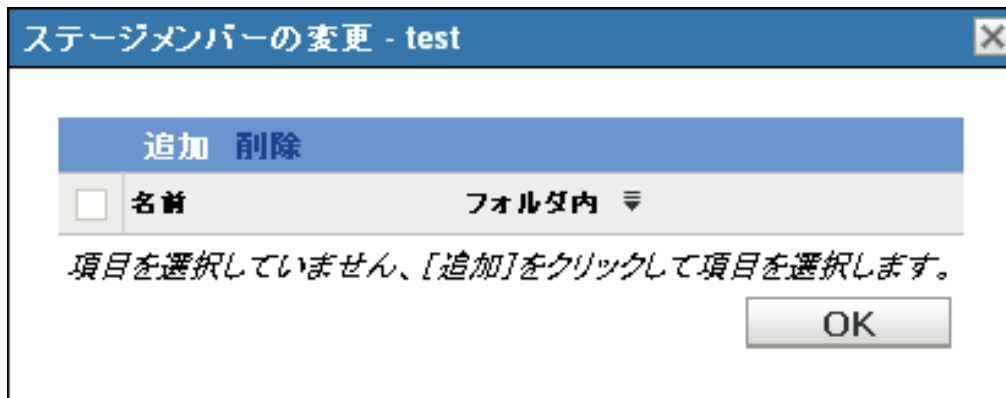 ステージメンバーの変更 - test
追加 削除
名前 フォルダ内
項目を選択していません、[追加]をクリックして項目を選択します。
OK